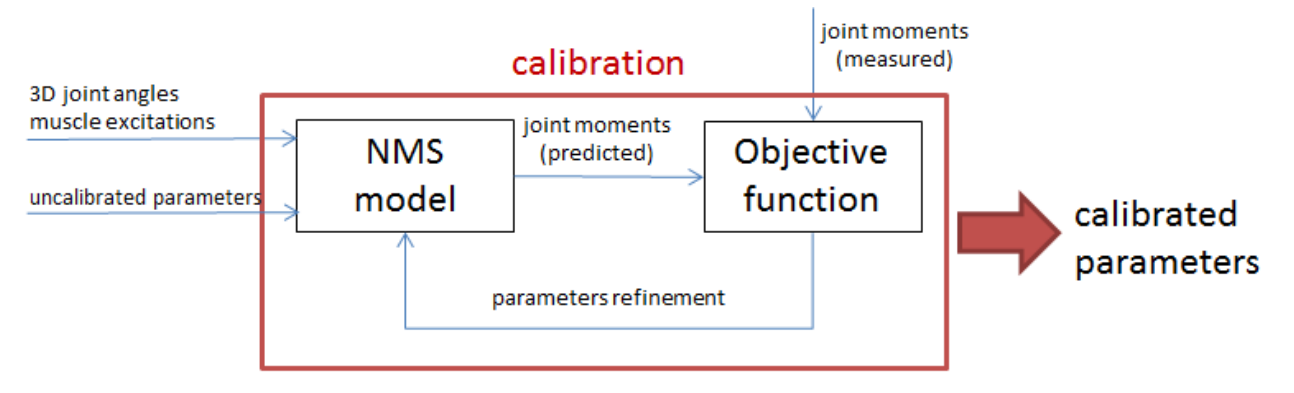 calibration
joint moments
(measured)
3D joint angles
muscle excitations
uncalibrated parameters
NMS
model
joint moments
(predicted)
Objective
function
parameters refinement
calibrated
parameters